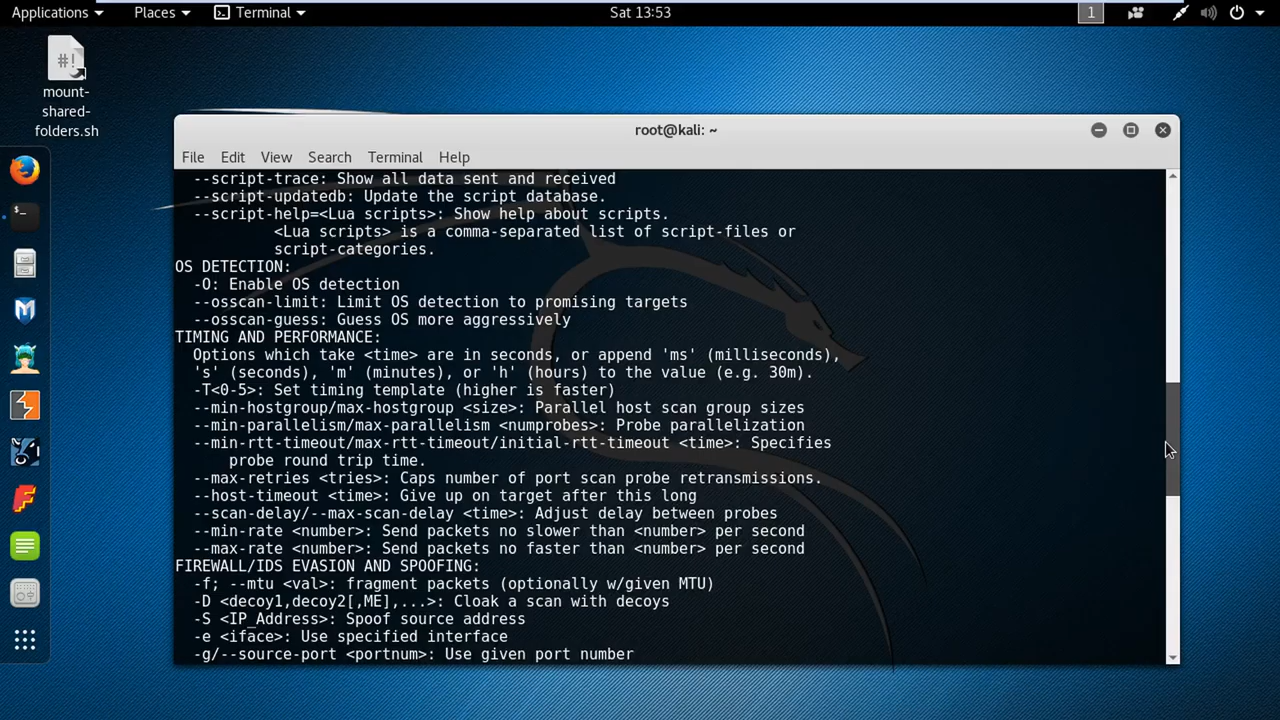 Applications Places Terminal Sat 13:53 1
#!
mount-
shared-
folders.sh
root@kali: ~
File Edit View Search Terminal Help
--script-trace: Show all data sent and received
--script-updatedb: Update the script database.
--script-help=<Lua scripts>: Show help about scripts.
<Lua scripts> is a comma-separated list of script-files or
script-categories.
OS DETECTION:
-O: Enable OS detection
--osscan-limit: Limit OS detection to promising targets
--osscan-guess: Guess OS more aggressively
TIMING AND PERFORMANCE:
Options which take <time> are in seconds, or append 'ms' (milliseconds),
's' (seconds), 'm' (minutes), or 'h' (hours) to the value (e.g. 30m).
-T<0-5>: Set timing template (higher is faster)
--min-hostgroup/max-hostgroup <size>: Parallel host scan group sizes
--min-parallelism/max-parallelism <numprobes>: Probe parallelization
--min-rtt-timeout/max-rtt-timeout/initial-rtt-timeout <time>: Specifies
probe round trip time.
--max-retries <tries>: Caps number of port scan probe retransmissions.
--host-timeout <time>: Give up on target after this long
--scan-delay/--max-scan-delay <time>: Adjust delay between probes
--min-rate <number>: Send packets no slower than <number> per second
--max-rate <number>: Send packets no faster than <number> per second
FIREWALL/IDS EVASION AND SPOOFING:
-f; --mtu <val>: fragment packets (optionally w/given MTU)
-D <decoy1,decoy2[,ME],...>: Cloak a scan with decoys
-S <IP_Address>: Spoof source address
-e <iface>: Use specified interface
-g/--source-port <portnum>: Use given port number